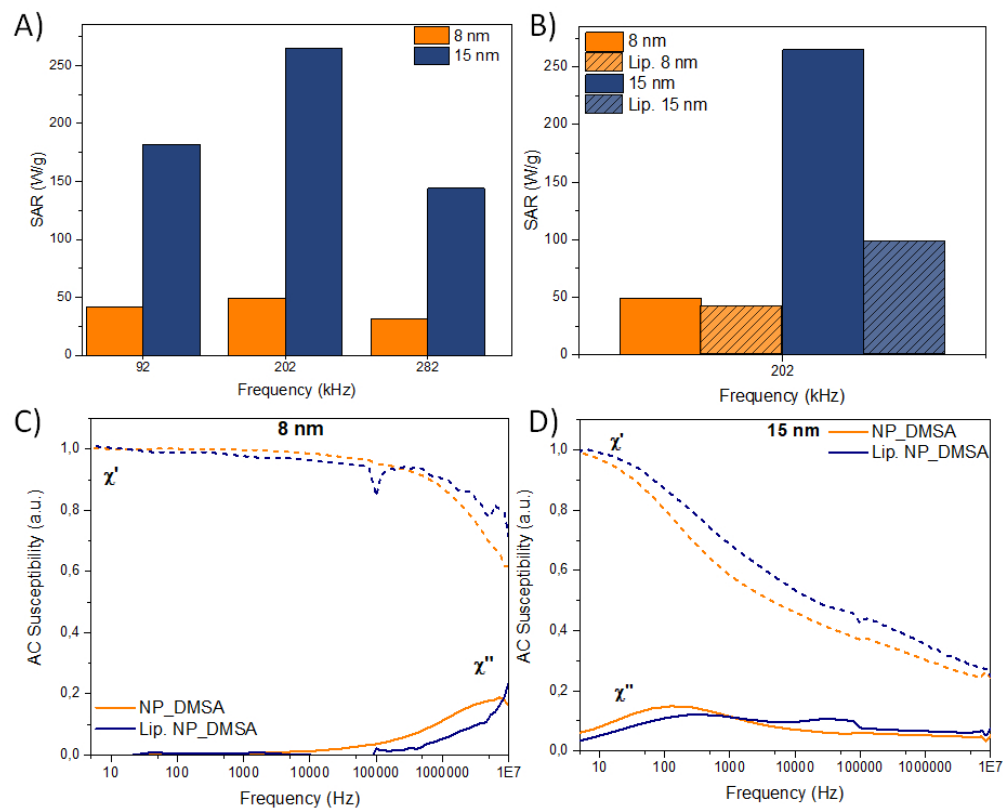 A)
8 nm
15 nm
250
200
150
100
50
0
SAR (W/g)
92
202
282
Frequency (kHz)
B)
8 nm
Lip. 8 nm
15 nm
Lip. 15 nm
250
200
150
100
50
0
SAR (W/g)
202
Frequency (kHz)
C)
8 nm
1,0
0,8
0,6
0,4
0,2
0,0
AC Susceptibility (a.u.)
χ'
χ"
NP_DMSA
Lip. NP_DMSA
10
1000
10000
100000
1000000
1E7
Frequency (Hz)
D)
15 nm
NP_DMSA
Lip. NP_DMSA
1,0
0,8
0,6
0,4
0,2
0,0
AC Susceptibility (a.u.)
χ'
χ"
10
100
1000
10000
100000
1000000
1E7
Frequency (Hz)